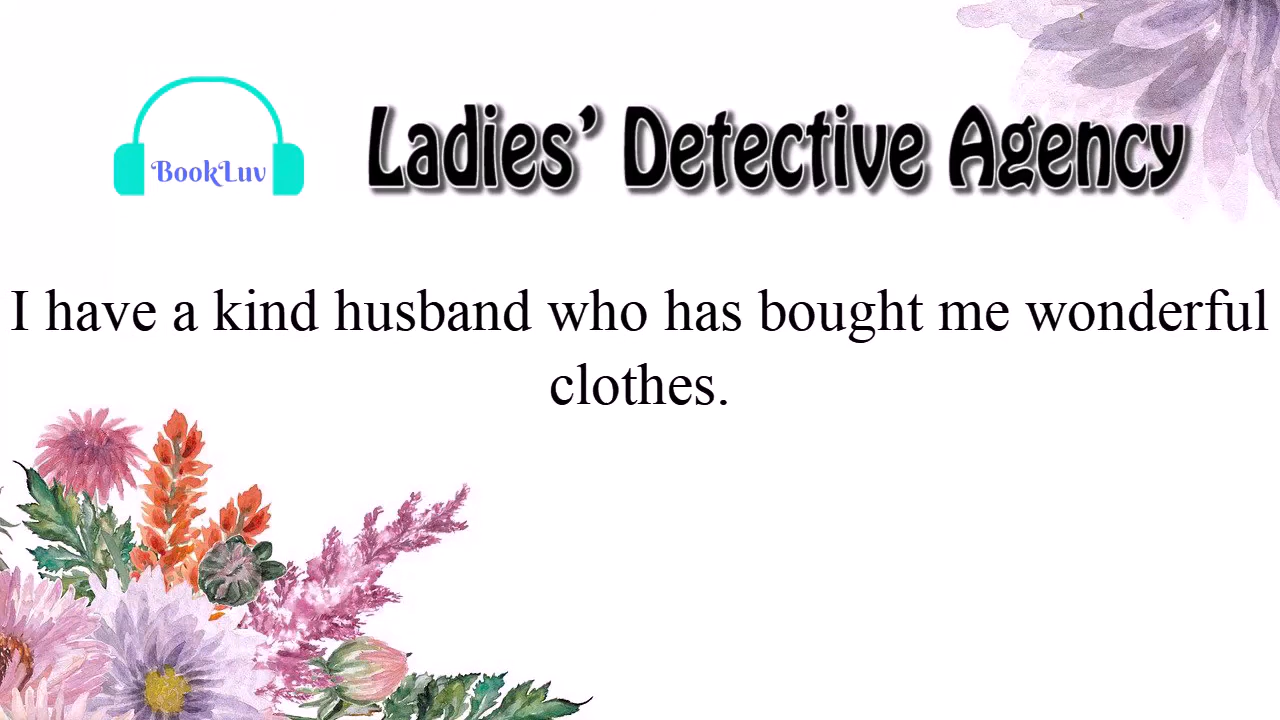 BookLuv
Ladies’ Detective Agency
I have a kind husband who has bought me wonderful
clothes.